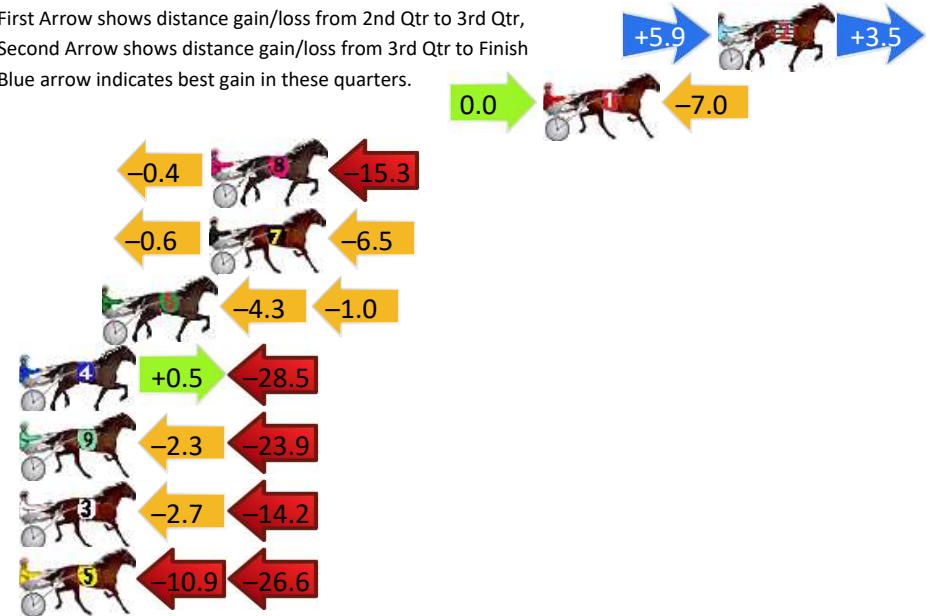 First Arrow shows distance gain/loss from 2nd Qtr to 3rd Qtr,
Second Arrow shows distance gain/loss from 3rd Qtr to Finish
Blue arrow indicates best gain in these quarters.
+5.9 2 +3.5
0.0 1 –7.0
–0.4 8 –15.3
–0.6 7 –6.5
–4.3 –1.0
4 +0.5 –28.5
9 –2.3 –23.9
3 –2.7 –14.2
5 –10.9 –26.6